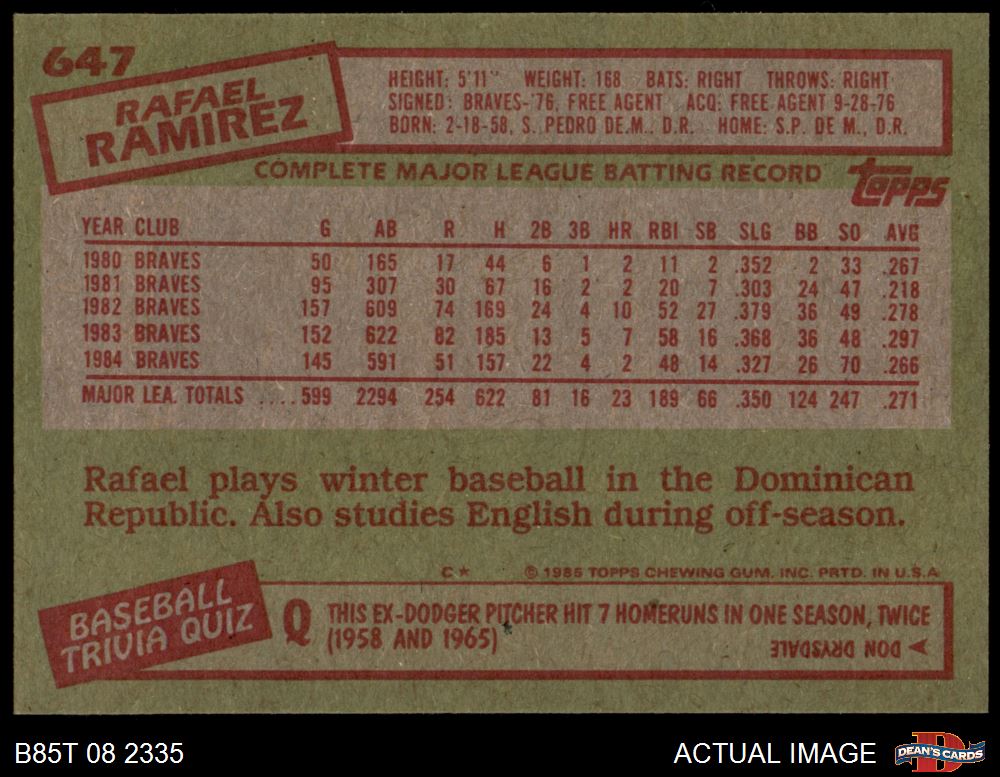 647
RAFAEL
RAMIREZ
HEIGHT: 5'11" WEIGHT: 168 BATS: RIGHT THROWS: RIGHT
SIGNED: BRAVES-'76, FREE AGENT ACQ: FREE AGENT 9-28-76
BORN: 2-18-58, S. PEDRO DE.M., D.R. HOME: S.P. DE M., D.R.
COMPLETE MAJOR LEAGUE BATTING RECORD
topps
YEAR CLUB G AB R H 2B 3B HR RBI SB SLG BB SO AVG
1980 BRAVES 50 165 17 44 6 1 2 11 2 .352 2 33 .267
1981 BRAVES 95 307 30 67 16 2 2 20 7 .303 24 47 .218
1982 BRAVES 157 609 74 169 24 4 10 52 27 .379 36 49 .278
1983 BRAVES 152 622 82 185 13 5 7 58 16 .368 36 48 .297
1984 BRAVES 145 591 51 157 22 4 2 48 14 .327 26 70 .266
MAJOR LEA. TOTALS ....599 2294 254 622 81 16 23 189 66 .350 124 247 .271
Rafael plays winter baseball in the Dominican
Republic. Also studies English during off-season.
C* © 1985 TOPPS CHEWING GUM, INC. PRTD. IN U.S.A.
BASEBALL
TRIVIA QUIZ
Q THIS EX-DODGER PITCHER HIT 7 HOMERUNS IN ONE SEASON, TWICE
(1958 AND 1965)
DON DRYSDALE
B85T 08 2335
ACTUAL IMAGE
D
DEAN'S CARDS